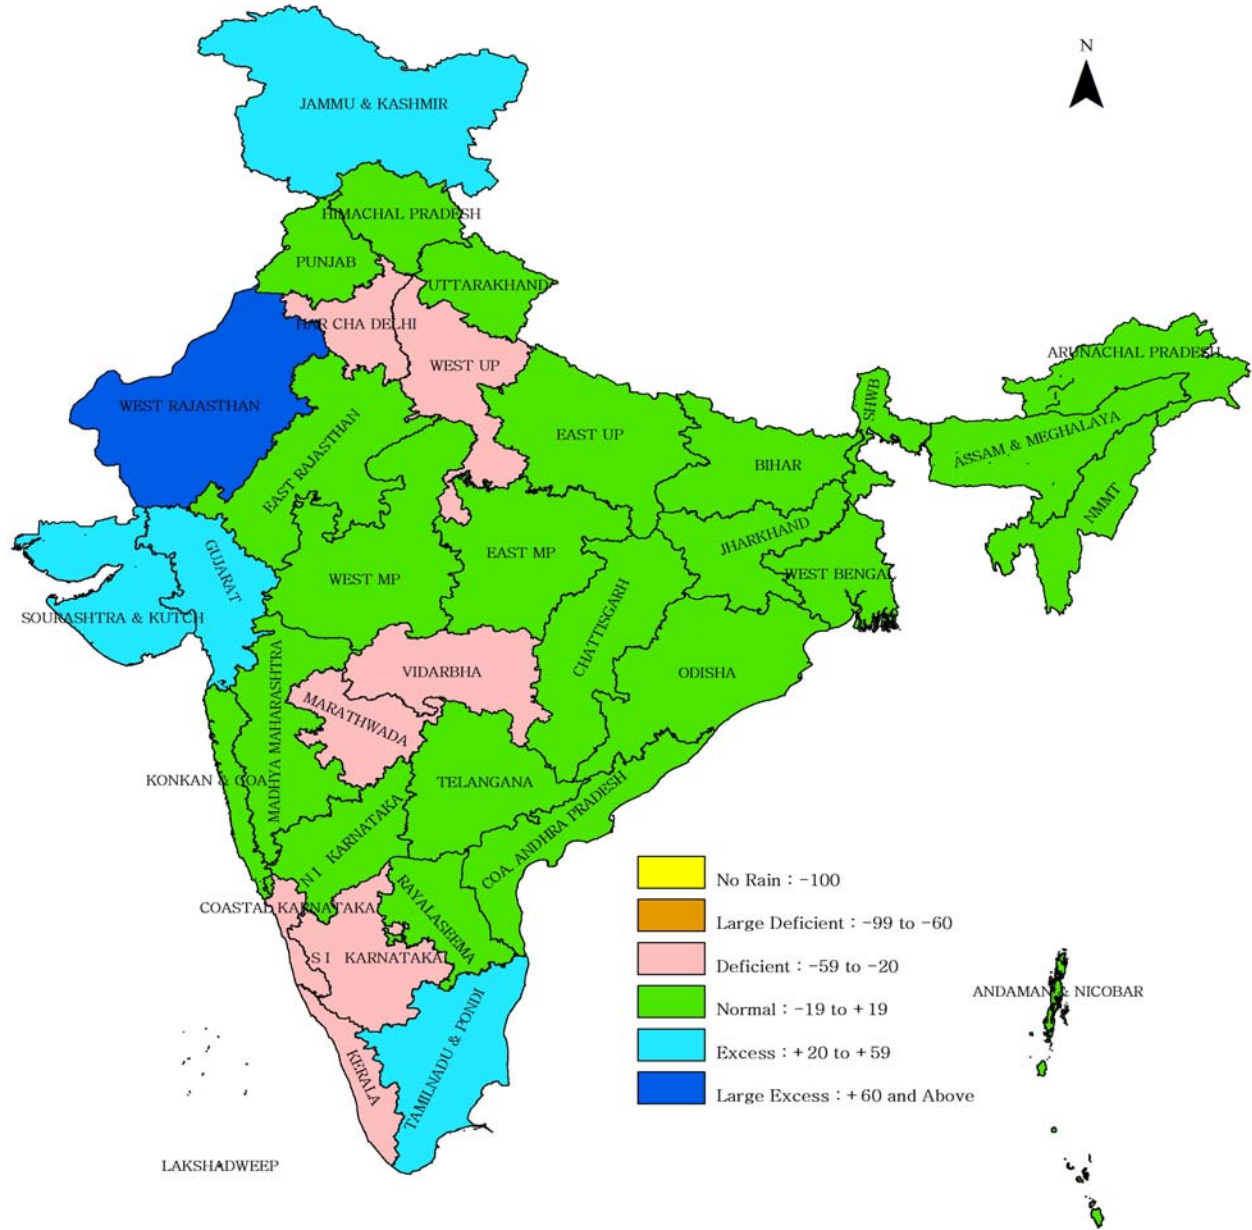 N
JAMMU & KASHMIR
HIMACHAL PRADESH
PUNJAB
UTTARAKHAND
HAR CHA DELHI
WEST UP
ARUNACHAL PRADESH
WEST RAJASTHAN
SHWB
EAST RAJASTHAN
EAST UP
ASSAM & MEGHALAYA
BIHAR
NMMT
JHARKHAND
GUJARAT
EAST MP
WEST MP
WEST BENGAL
SOURASHTRA & KUTCH
CHATTISGARH
VIDARBHA
ODISHA
MADHYA MAHARASHTRA
MARATHWADA
KONKAN & GOA
TELANGANA
COA. ANDHRA PRADESH
N I KARNATAKA
COASTAL KARNATAKA
RAYALASEEMA
S I KARNATAKA
ANDAMAN & NICOBAR
TAMILNADU & PONDI
KERALA
LAKSHADWEEP
No Rain : -100
Large Deficient : -99 to -60
Deficient : -59 to -20
Normal : -19 to +19
Excess : +20 to +59
Large Excess : +60 and Above